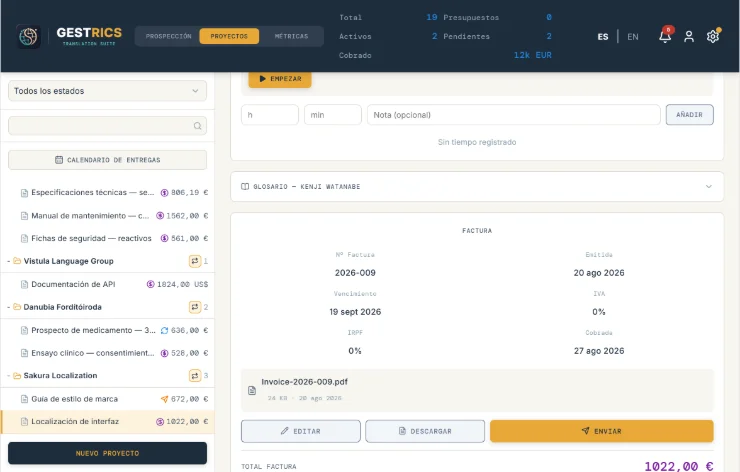 GESTRICS
TRANSLATION SUITE
PROSPECCIÓN PROYECTOS MÉTRICAS
Total 19 Presupuestos 0
Activos 2 Pendientes 2
Cobrado 12k EUR
ES | EN
Todos los estados
CALENDARIO DE ENTREGAS
Especificaciones técnicas — se... 806,19 €
Manual de mantenimiento — c... 1562,00 €
Fichas de seguridad — reactivos 561,00 €
- Vistula Language Group 1
Documentación de API 1824,00 US$
- Danubia Fordítóiroda 2
Prospecto de medicamento — 3... 636,00 €
Ensayo clínico — consentimient... 528,00 €
- Sakura Localization 3
Guía de estilo de marca 672,00 €
Localización de interfaz 1022,00 €
NUEVO PROYECTO
EMPEZAR
h min Nota (opcional) AÑADIR
Sin tiempo registrado
GLOSARIO — KENJI WATANABE
FACTURA
Nº Factura
2026-009
Emitida
20 ago 2026
Vencimiento
19 sept 2026
IVA
0%
IRPF
0%
Cobrada
27 ago 2026
Invoice-2026-009.pdf
24 KB · 20 ago 2026
EDITAR DESCARGAR ENVIAR
TOTAL FACTURA 1022,00 €